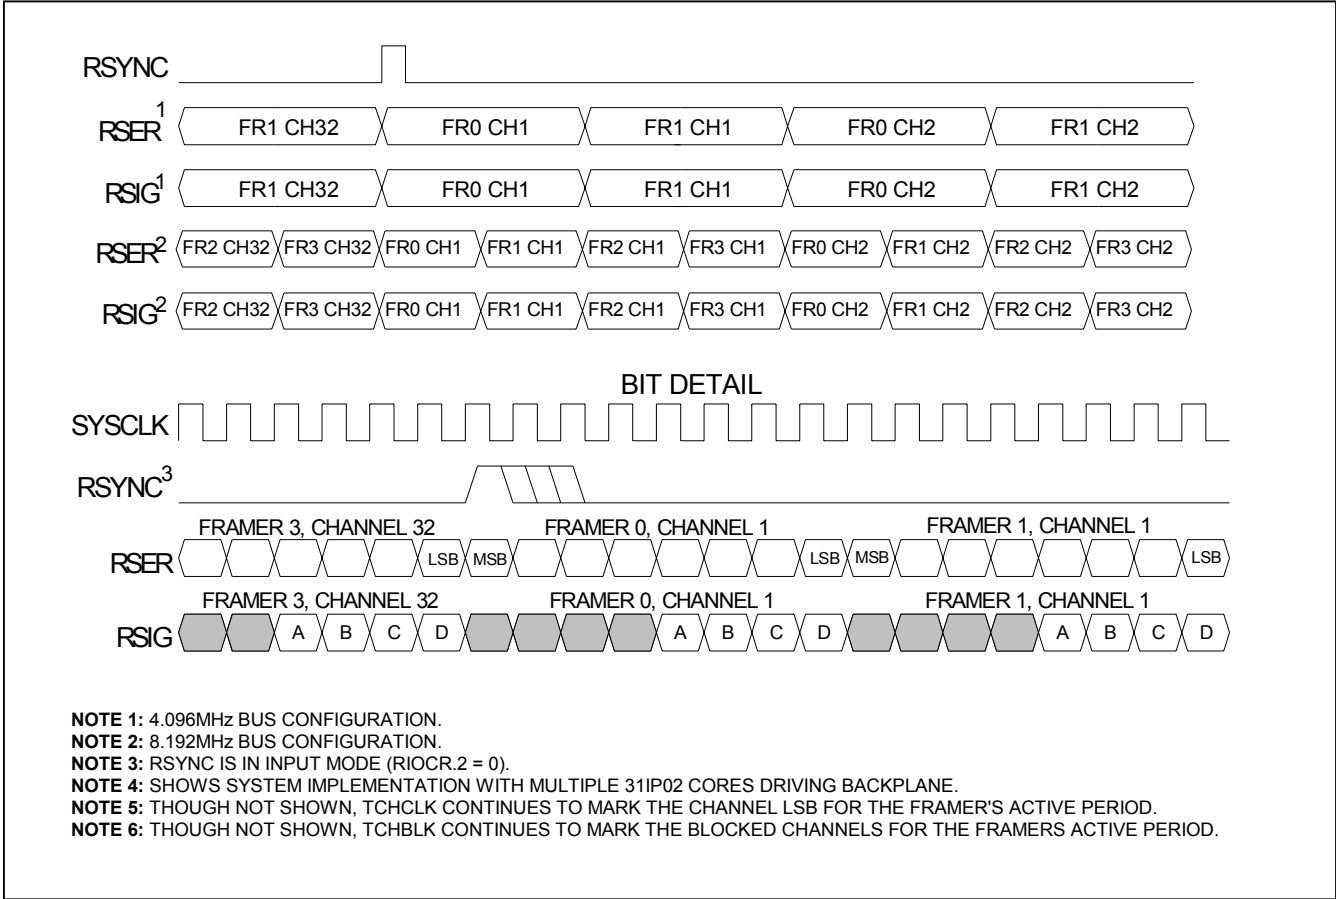 RSYNC
RSER1 FR1 CH32 FR0 CH1 FR1 CH1 FR0 CH2 FR1 CH2
RSIG1 FR1 CH32 FR0 CH1 FR1 CH1 FR0 CH2 FR1 CH2
RSER2 FR2 CH32 FR3 CH32 FR0 CH1 FR1 CH1 FR2 CH1 FR3 CH1 FR0 CH2 FR1 CH2 FR2 CH2 FR3 CH2
RSIG2 FR2 CH32 FR3 CH32 FR0 CH1 FR1 CH1 FR2 CH1 FR3 CH1 FR0 CH2 FR1 CH2 FR2 CH2 FR3 CH2
BIT DETAIL
SYSCLK
RSYNC3
FRAMER 3, CHANNEL 32 FRAMER 0, CHANNEL 1 FRAMER 1, CHANNEL 1
RSER LSB MSB LSB MSB LSB
FRAMER 3, CHANNEL 32 FRAMER 0, CHANNEL 1 FRAMER 1, CHANNEL 1
RSIG A B C D A B C D A B C D
NOTE 1: 4.096MHz BUS CONFIGURATION.
NOTE 2: 8.192MHz BUS CONFIGURATION.
NOTE 3: RSYNC IS IN INPUT MODE (RIOCR.2 = 0).
NOTE 4: SHOWS SYSTEM IMPLEMENTATION WITH MULTIPLE 31IP02 CORES DRIVING BACKPLANE.
NOTE 5: THOUGH NOT SHOWN, TCHCLK CONTINUES TO MARK THE CHANNEL LSB FOR THE FRAMER'S ACTIVE PERIOD.
NOTE 6: THOUGH NOT SHOWN, TCHBLK CONTINUES TO MARK THE BLOCKED CHANNELS FOR THE FRAMERS ACTIVE PERIOD.